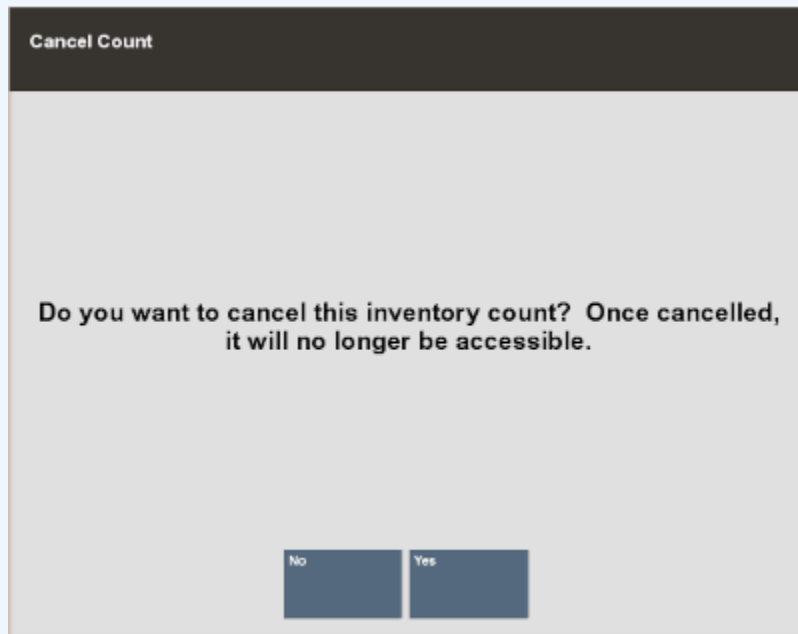 Cancel Count
Do you want to cancel this inventory count?  Once cancelled,
it will no longer be accessible.
No
Yes